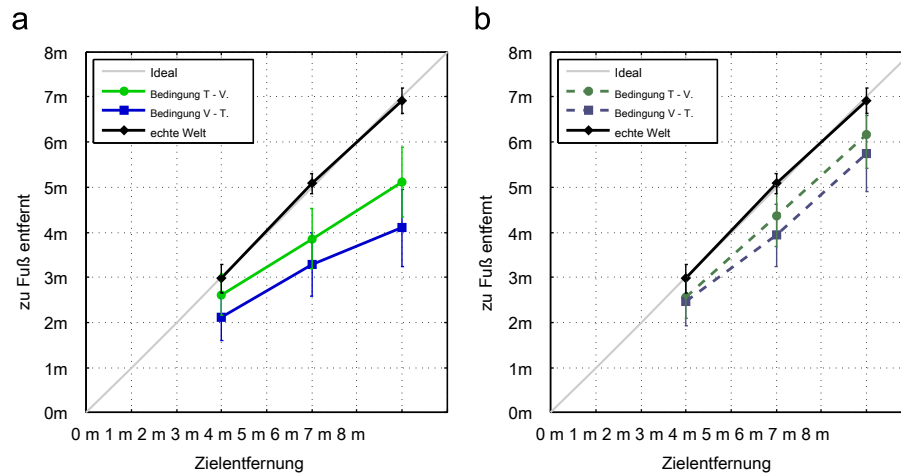 a
8m
7m
6m
5m
4m
3m
2m
1m
0m
zu Fuß entfernt
Ideal
Bedingung T - V.
Bedingung V - T.
echte Welt
0 m 1 m 2 m 3 m 4 m 5 m 6 m 7 m 8 m
Zielentfernung
b
8m
7m
6m
5m
4m
3m
2m
1m
0m
zu Fuß entfernt
Ideal
Bedingung T - V.
Bedingung V - T.
echte Welt
0 m 1 m 2 m 3 m 4 m 5 m 6 m 7 m 8 m
Zielentfernung